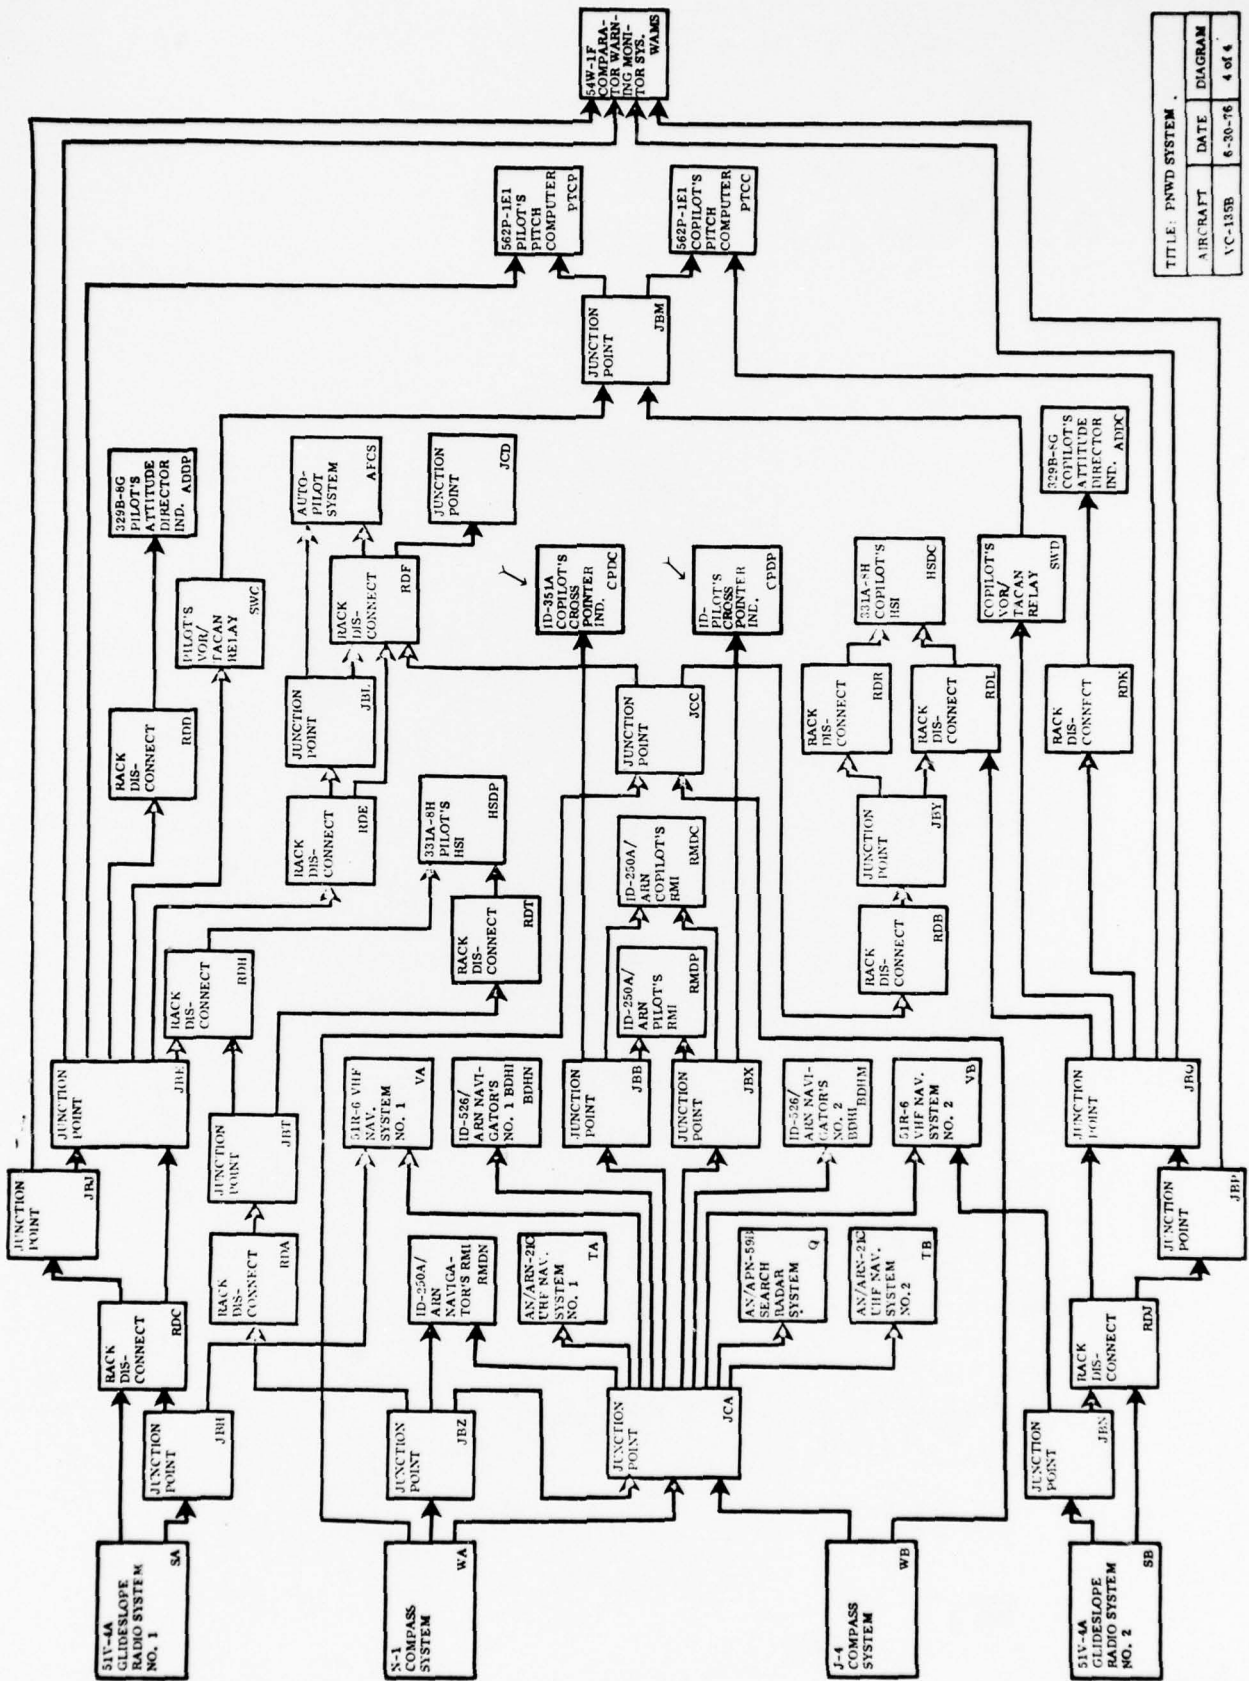 51V-4A
GLIDESLOPE
RADIO SYSTEM
NO. 1
SA
N-1
COMPASS
SYSTEM
WA
J-4
COMPASS
SYSTEM
WB
51V-4A
GLIDESLOPE
RADIO SYSTEM
NO. 2
SB
JUNCTION
POINT
JBH
JUNCTION
POINT
JBZ
JUNCTION
POINT
JCA
JUNCTION
POINT
JBN
RACK
DIS-
CONNECT
RDC
RACK
DIS-
CONNECT
RDA
ID-250A/
ARN
NAVIGA-
TOR'S RMI
RMDN
AN/ARN-21C
UHF NAV.
SYSTEM
NO. 1
TA
AN/APN-59B
SEARCH
RADAR
SYSTEM
Q
AN/ARN-21C
UHF NAV.
SYSTEM
NO. 2
TB
RACK
DIS-
CONNECT
RDJ
JUNCTION
POINT
JBJ
JUNCTION
POINT
JBT
JUNCTION
POINT
JBP
JUNCTION
POINT
JBE
51R-6 VHF
NAV.
SYSTEM
NO. 1
VA
ID-526/
ARN NAVI-
GATOR'S
NO. 1 BDHI
BDHN
JUNCTION
POINT
JBB
JUNCTION
POINT
JBX
ID-526/
ARN NAVI-
GATOR'S
NO. 2
BDHI
BDHM
51R-6
VHF NAV.
SYSTEM
NO. 2
VB
JUNCTION
POINT
JBQ
RACK
DIS-
CONNECT
RDH
RACK
DIS-
CONNECT
RDT
ID-250A/
ARN
PILOT'S
RMI
RMDP
RACK
DIS-
CONNECT
RDB
331A-8H
PILOT'S
HSI
HSDP
ID-250A/
ARN
COPILOT'S
RMI
RMDC
JUNCTION
POINT
JBY
RACK
DIS-
CONNECT
RDD
RACK
DIS-
CONNECT
RDE
JUNCTION
POINT
JBL
JUNCTION
POINT
JCC
RACK
DIS-
CONNECT
RDR
RACK
DIS-
CONNECT
RDL
RACK
DIS-
CONNECT
RDK
PILOT'S
VOR/
TACAN
RELAY
SWC
RACK
DIS-
CONNECT
RDF
ID-351A
COPILOT'S
CROSS
POINTER
IND.
CPDC
ID-
PILOT'S
CROSS
POINTER
IND.
CPDP
331A-8H
COPILOT'S
HSI
HSDC
COPILOT'S
VOR/
TACAN
RELAY
SWD
329B-8G
PILOT'S
ATTITUDE
DIRECTOR
IND. ADDP
AUTO-
PILOT
SYSTEM
AFCS
JUNCTION
POINT
JCD
329B-8G
COPILOT'S
ATTITUDE
DIRECTOR
IND. ADDC
JUNCTION
POINT
JBM
562P-1E1
PILOT'S
PITCH
COMPUTER
PTCP
562P-1E1
COPILOT'S
PITCH
COMPUTER
PTCC
54W-1F
COMPARA-
TOR WARN-
ING MONI-
TOR SYS.
WAMS
TITLE: PNWD SYSTEM .
AIRCRAFT DATE DIAGRAM
VC-135B 6-30-76 4 of 4